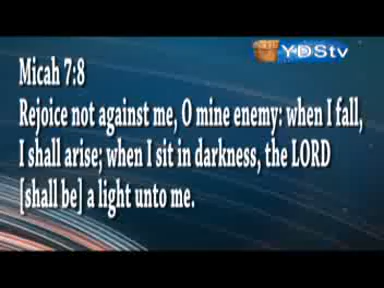 YDStv
Micah 7:8
Rejoice not against me, O mine enemy: when I fall,
I shall arise; when I sit in darkness, the LORD
[shall be] a light unto me.